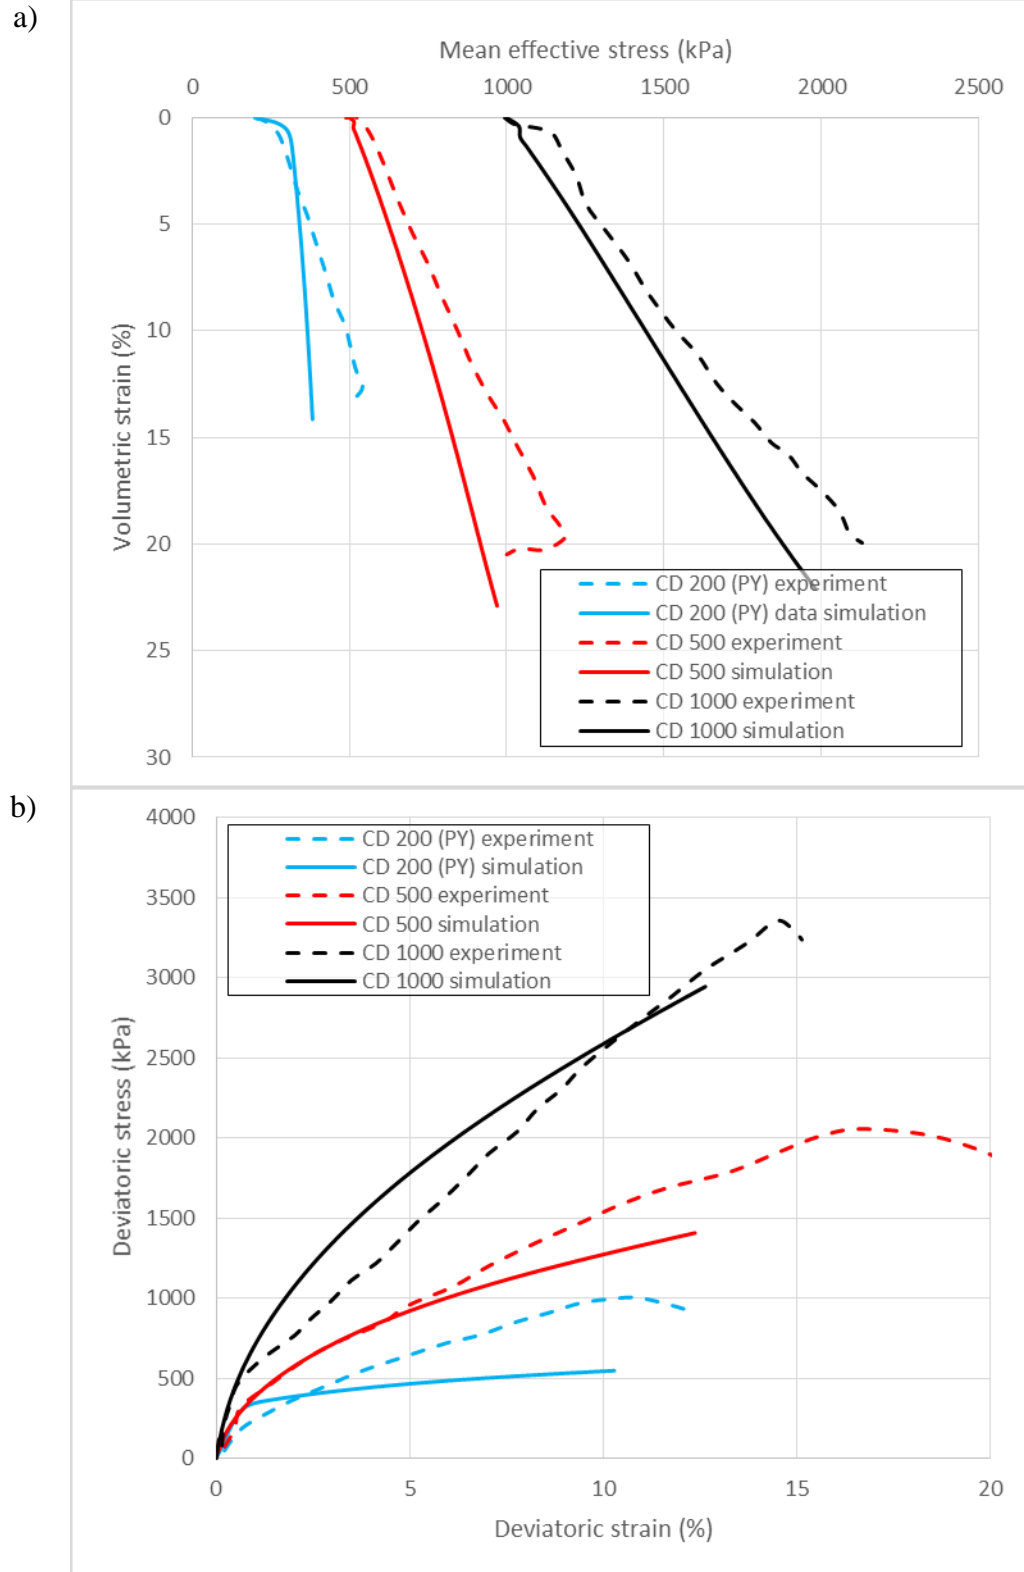 a)
Mean effective stress (kPa)
0 500 1000 1500 2000 2500
0
5
10
15
20
25
30
Volumetric strain (%)
CD 200 (PY) experiment
CD 200 (PY) data simulation
CD 500 experiment
CD 500 simulation
CD 1000 experiment
CD 1000 simulation
b)
4000
3500
3000
2500
2000
1500
1000
500
0
Deviatoric stress (kPa)
CD 200 (PY) experiment
CD 200 (PY) simulation
CD 500 experiment
CD 500 simulation
CD 1000 experiment
CD 1000 simulation
0 5 10 15 20
Deviatoric strain (%)